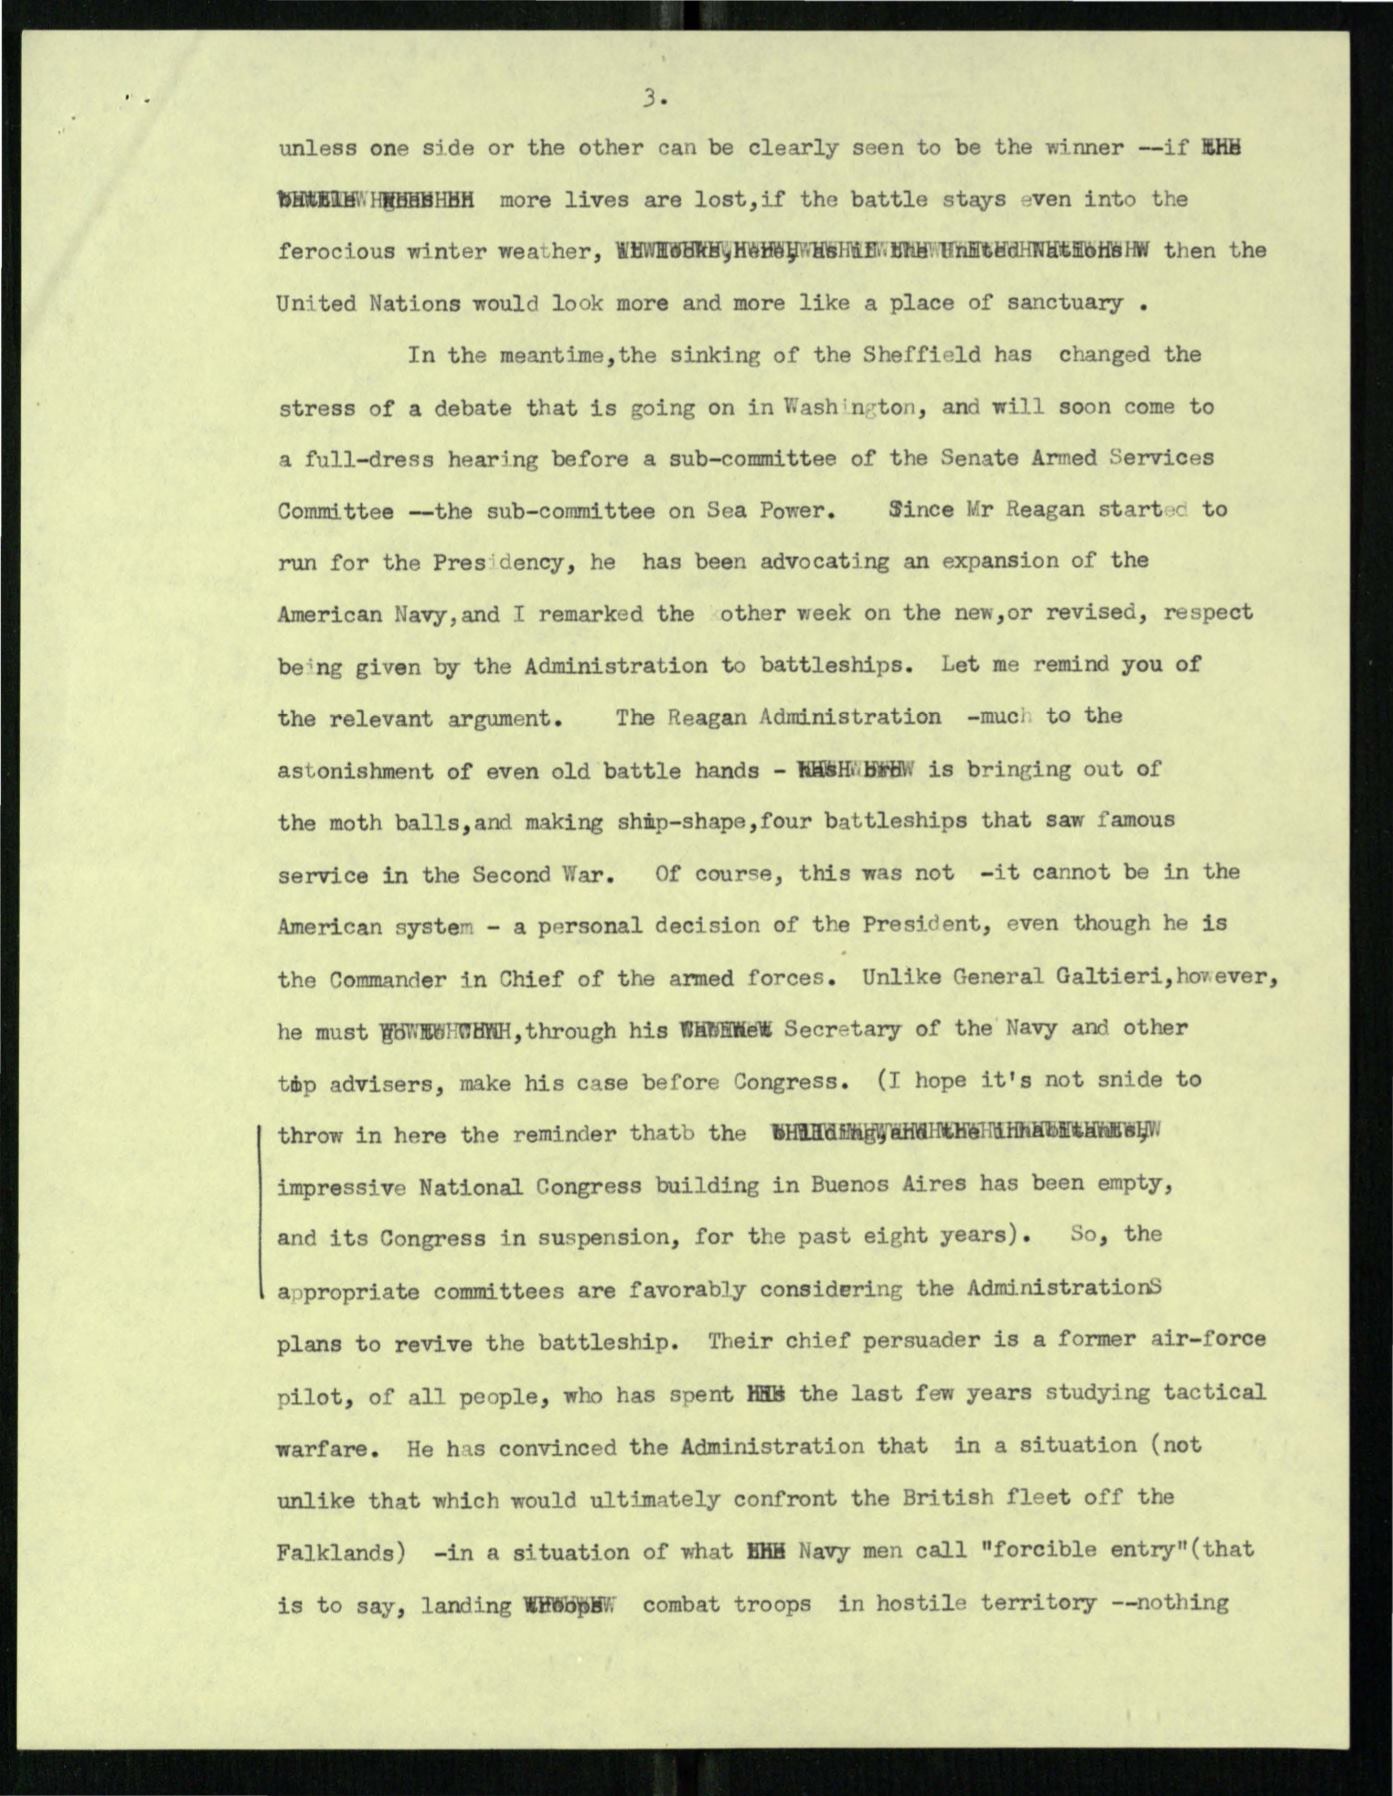 3.
unless one side or the other can be clearly seen to be the winner --if
more lives are lost,if the battle stays even into the
ferocious winter weather, then the
United Nations would look more and more like a place of sanctuary .
In the meantime,the sinking of the Sheffield has changed the
stress of a debate that is going on in Washington, and will soon come to
a full-dress hearing before a sub-committee of the Senate Armed Services
Committee --the sub-committee on Sea Power. Since Mr Reagan started to
run for the Presidency, he has been advocating an expansion of the
American Navy,and I remarked the other week on the new,or revised, respect
being given by the Administration to battleships. Let me remind you of
the relevant argument. The Reagan Administration -much to the
astonishment of even old battle hands - is bringing out of
the moth balls,and making ship-shape,four battleships that saw famous
service in the Second War. Of course, this was not -it cannot be in the
American system - a personal decision of the President, even though he is
the Commander in Chief of the armed forces. Unlike General Galtieri,however,
he must ,through his Secretary of the Navy and other
top advisers, make his case before Congress. (I hope it's not snide to
throw in here the reminder thatb the
impressive National Congress building in Buenos Aires has been empty,
and its Congress in suspension, for the past eight years). So, the
appropriate committees are favorably considering the AdministrationS
plans to revive the battleship. Their chief persuader is a former air-force
pilot, of all people, who has spent the last few years studying tactical
warfare. He has convinced the Administration that in a situation (not
unlike that which would ultimately confront the British fleet off the
Falklands) -in a situation of what Navy men call "forcible entry"(that
is to say, landing combat troops in hostile territory --nothing